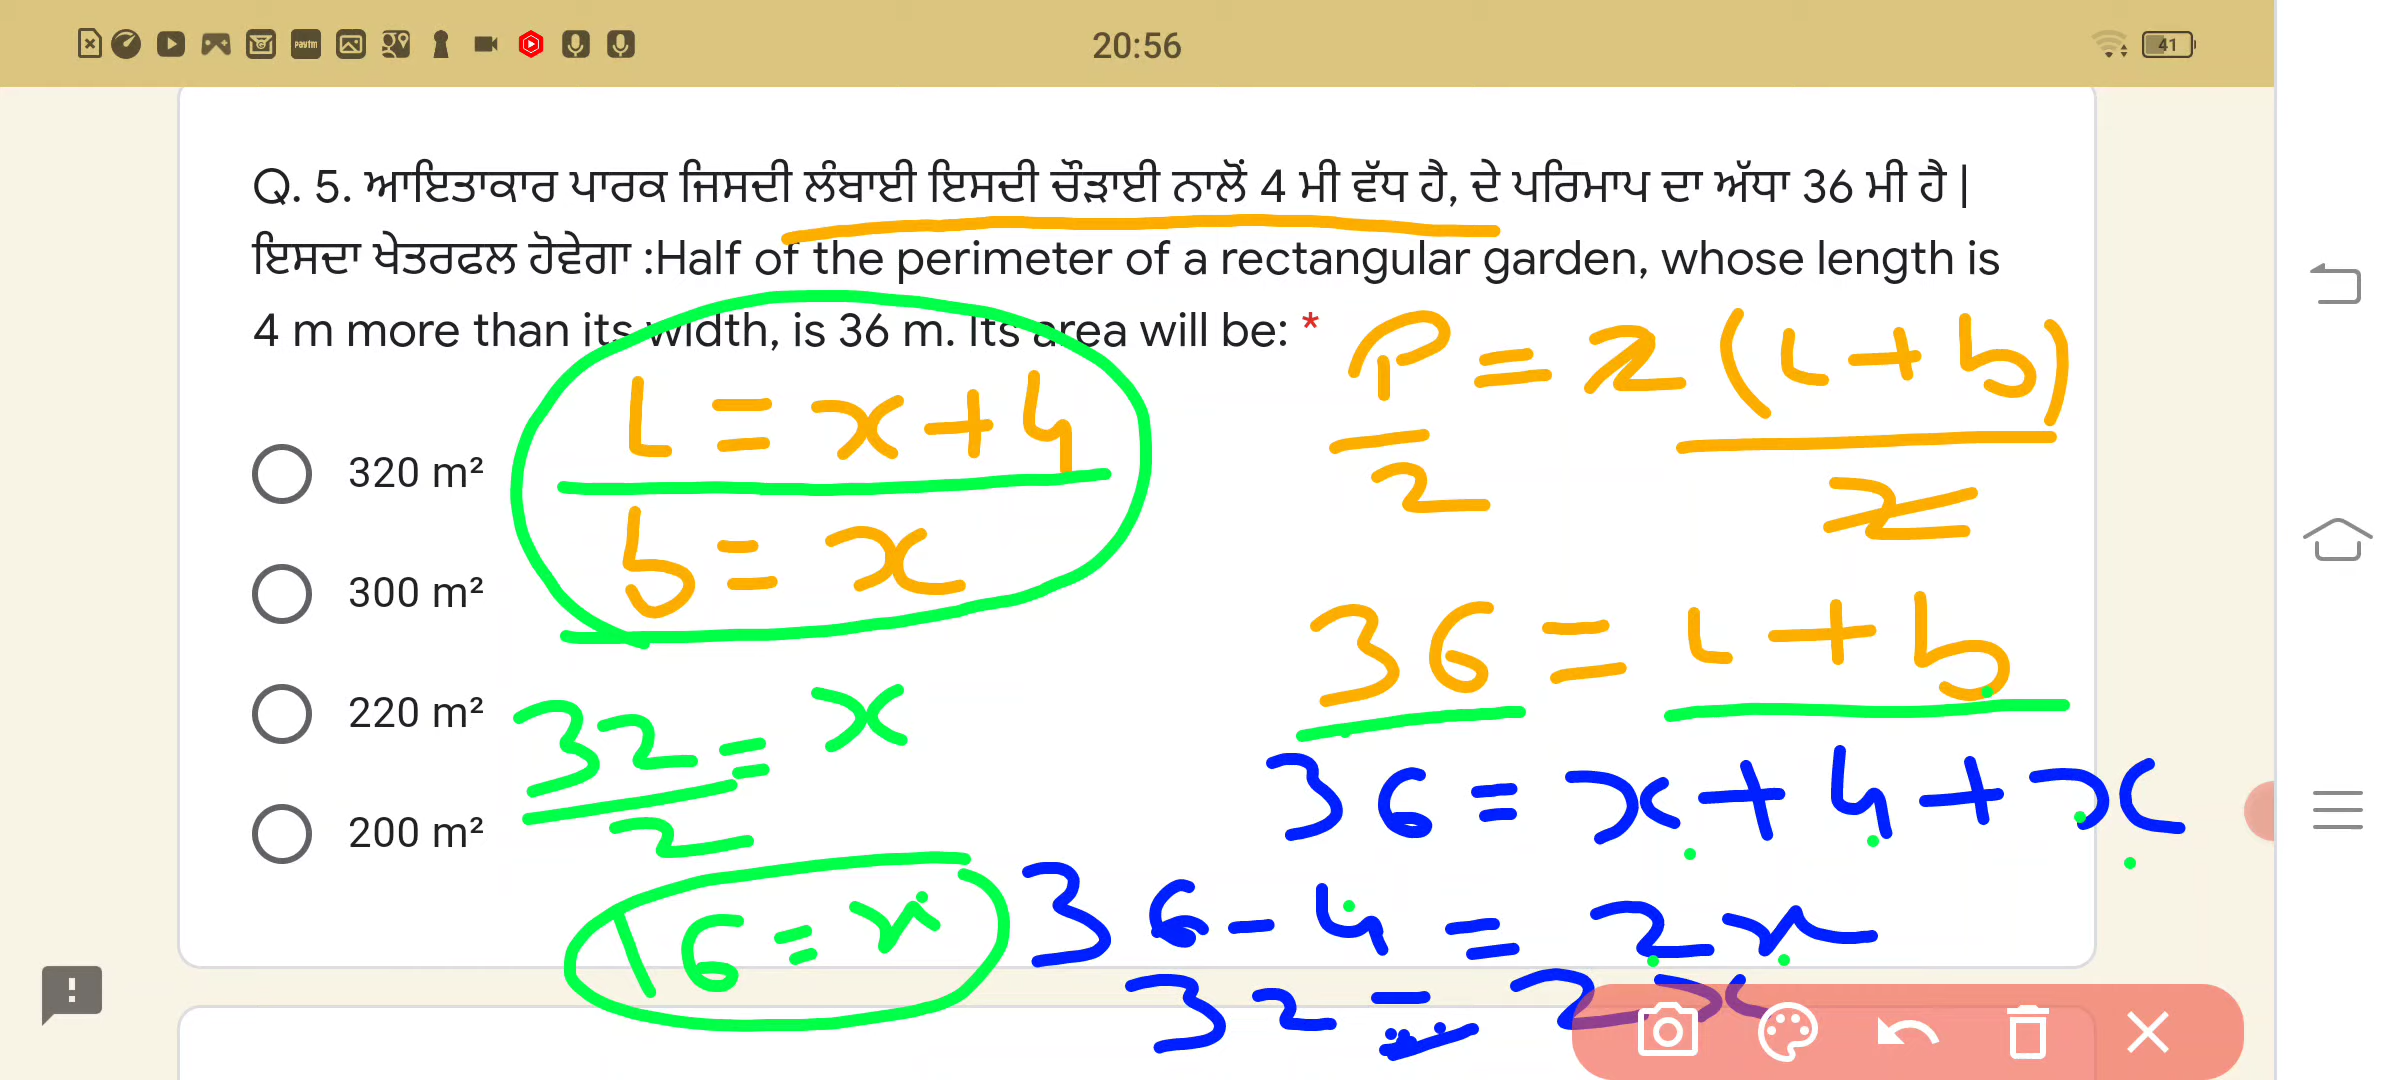 20:56
41
paytm
Q. 5. ਆਇਤਾਕਾਰ ਪਾਰਕ ਜਿਸਦੀ ਲੰਬਾਈ ਇਸਦੀ ਚੌੜਾਈ ਨਾਲੋਂ 4 ਮੀ ਵੱਧ ਹੈ, ਦੇ ਪਰਿਮਾਪ ਦਾ ਅੱਧਾ 36 ਮੀ ਹੈ |
ਇਸਦਾ ਖੇਤਰਫਲ ਹੋਵੇਗਾ :Half of the perimeter of a rectangular garden, whose length is
4 m more than its width, is 36 m. Its area will be: *
P/2 = 2(L+b)/2
L = x+4
320 m²
b = x
300 m²
36 = L+b
220 m²
32/2 = x
36 = x+4+x
200 m²
16 = x
36-4 = 2x
32 = 2x